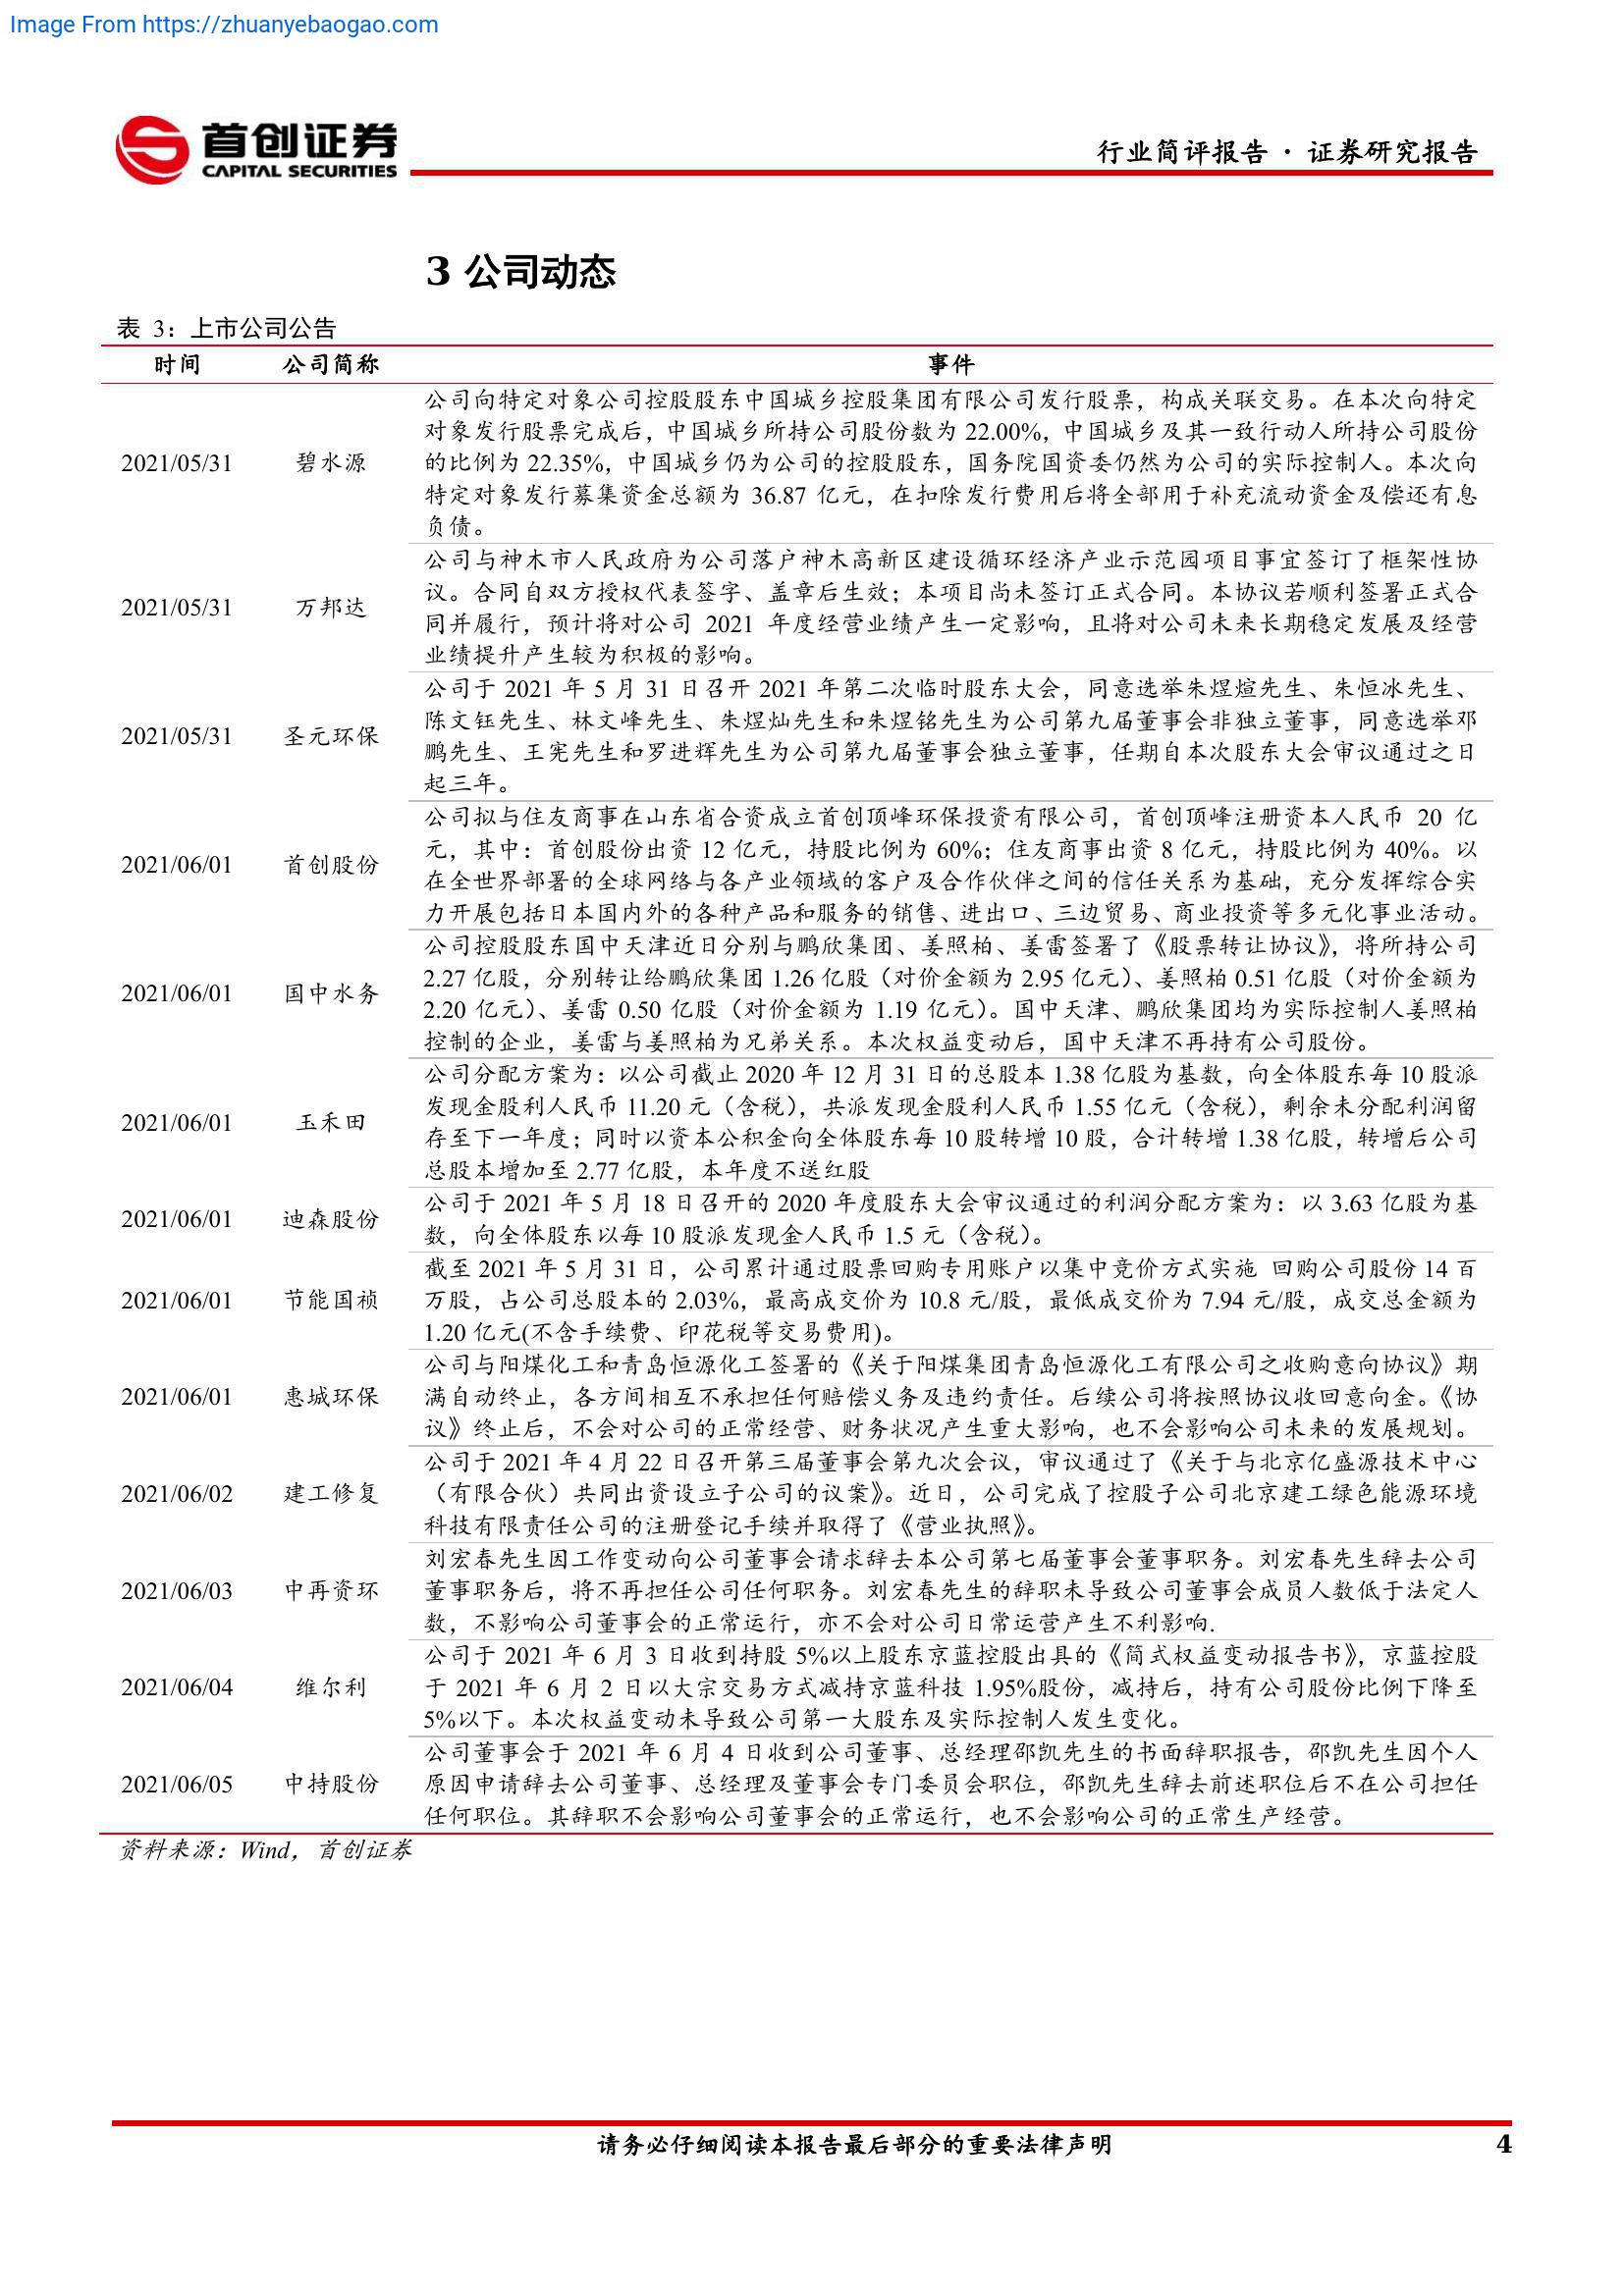 Image From https://zhuanyebaogao.com
首创证券
CAPITAL SECURITIES
行业简评报告·证券研究报告
3 公司动态
表 3：上市公司公告
时间 公司简称 事件
2021/05/31 碧水源
公司向特定对象公司控股股东中国城乡控股集团有限公司发行股票，构成关联交易。在本次向特定
对象发行股票完成后，中国城乡所持公司股份数为 22.00%，中国城乡及其一致行动人所持公司股份
的比例为 22.35%，中国城乡仍为公司的控股股东，国务院国资委仍然为公司的实际控制人。本次向
特定对象发行募集资金总额为 36.87 亿元，在扣除发行费用后将全部用于补充流动资金及偿还有息
负债。
2021/05/31 万邦达
公司与神木市人民政府为公司落户神木高新区建设循环经济产业示范园项目事宜签订了框架性协
议。合同自双方授权代表签字、盖章后生效；本项目尚未签订正式合同。本协议若顺利签署正式合
同并履行，预计将对公司 2021 年度经营业绩产生一定影响，且将对公司未来长期稳定发展及经营
业绩提升产生较为积极的影响。
2021/05/31 圣元环保
公司于 2021 年 5 月 31 日召开 2021 年第二次临时股东大会，同意选举朱煜煊先生、朱恒冰先生、
陈文钰先生、林文峰先生、朱煜灿先生和朱煜铭先生为公司第九届董事会非独立董事，同意选举邓
鹏先生、王宪先生和罗进辉先生为公司第九届董事会独立董事，任期自本次股东大会审议通过之日
起三年。
2021/06/01 首创股份
公司拟与住友商事在山东省合资成立首创顶峰环保投资有限公司，首创顶峰注册资本人民币 20 亿
元，其中：首创股份出资 12 亿元，持股比例为 60%；住友商事出资 8 亿元，持股比例为 40%。以
在全世界部署的全球网络与各产业领域的客户及合作伙伴之间的信任关系为基础，充分发挥综合实
力开展包括日本国内外的各种产品和服务的销售、进出口、三边贸易、商业投资等多元化事业活动。
2021/06/01 国中水务
公司控股股东国中天津近日分别与鹏欣集团、姜照柏、姜雷签署了《股票转让协议》，将所持公司
2.27 亿股，分别转让给鹏欣集团 1.26 亿股（对价金额为 2.95 亿元）、姜照柏 0.51 亿股（对价金额为
2.20 亿元）、姜雷 0.50 亿股（对价金额为 1.19 亿元）。国中天津、鹏欣集团均为实际控制人姜照柏
控制的企业，姜雷与姜照柏为兄弟关系。本次权益变动后，国中天津不再持有公司股份。
2021/06/01 玉禾田
公司分配方案为：以公司截止 2020 年 12 月 31 日的总股本 1.38 亿股为基数，向全体股东每 10 股派
发现金股利人民币 11.20 元（含税），共派发现金股利人民币 1.55 亿元（含税），剩余未分配利润留
存至下一年度；同时以资本公积金向全体股东每 10 股转增 10 股，合计转增 1.38 亿股，转增后公司
总股本增加至 2.77 亿股，本年度不送红股
2021/06/01 迪森股份
公司于 2021 年 5 月 18 日召开的 2020 年度股东大会审议通过的利润分配方案为：以 3.63 亿股为基
数，向全体股东以每 10 股派发现金人民币 1.5 元（含税）。
2021/06/01 节能国祯
截至 2021 年 5 月 31 日，公司累计通过股票回购专用账户以集中竞价方式实施 回购公司股份 14 百
万股，占公司总股本的 2.03%，最高成交价为 10.8 元/股，最低成交价为 7.94 元/股，成交总金额为
1.20 亿元(不含手续费、印花税等交易费用)。
2021/06/01 惠城环保
公司与阳煤化工和青岛恒源化工签署的《关于阳煤集团青岛恒源化工有限公司之收购意向协议》期
满自动终止，各方间相互不承担任何赔偿义务及违约责任。后续公司将按照协议收回意向金。《协
议》终止后，不会对公司的正常经营、财务状况产生重大影响，也不会影响公司未来的发展规划。
2021/06/02 建工修复
公司于 2021 年 4 月 22 日召开第三届董事会第九次会议，审议通过了《关于与北京亿盛源技术中心
（有限合伙）共同出资设立子公司的议案》。近日，公司完成了控股子公司北京建工绿色能源环境
科技有限责任公司的注册登记手续并取得了《营业执照》。
2021/06/03 中再资环
刘宏春先生因工作变动向公司董事会请求辞去本公司第七届董事会董事职务。刘宏春先生辞去公司
董事职务后，将不再担任公司任何职务。刘宏春先生的辞职未导致公司董事会成员人数低于法定人
数，不影响公司董事会的正常运行，亦不会对公司日常运营产生不利影响.
2021/06/04 维尔利
公司于 2021 年 6 月 3 日收到持股 5%以上股东京蓝控股出具的《简式权益变动报告书》，京蓝控股
于 2021 年 6 月 2 日以大宗交易方式减持京蓝科技 1.95%股份，减持后，持有公司股份比例下降至
5%以下。本次权益变动未导致公司第一大股东及实际控制人发生变化。
2021/06/05 中持股份
公司董事会于 2021 年 6 月 4 日收到公司董事、总经理邵凯先生的书面辞职报告，邵凯先生因个人
原因申请辞去公司董事、总经理及董事会专门委员会职位，邵凯先生辞去前述职位后不在公司担任
任何职位。其辞职不会影响公司董事会的正常运行，也不会影响公司的正常生产经营。
资料来源：Wind，首创证券
请务必仔细阅读本报告最后部分的重要法律声明
4